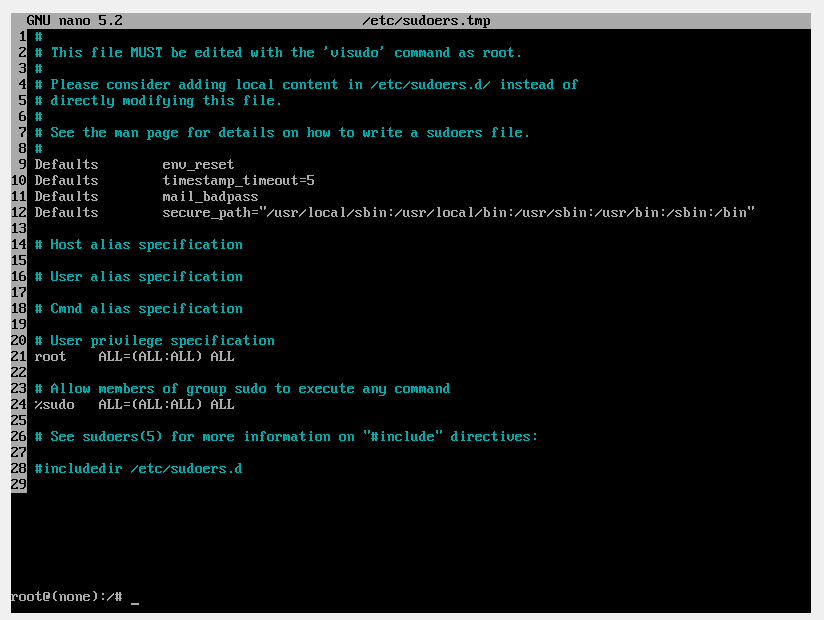 GNU nano 5.2 /etc/sudoers.tmp
1 #
2 # This file MUST be edited with the 'visudo' command as root.
3 #
4 # Please consider adding local content in /etc/sudoers.d/ instead of
5 # directly modifying this file.
6 #
7 # See the man page for details on how to write a sudoers file.
8 #
9 Defaults        env_reset
10 Defaults        timestamp_timeout=5
11 Defaults        mail_badpass
12 Defaults        secure_path="/usr/local/sbin:/usr/local/bin:/usr/sbin:/usr/bin:/sbin:/bin"
13
14 # Host alias specification
15
16 # User alias specification
17
18 # Cmnd alias specification
19
20 # User privilege specification
21 root    ALL=(ALL:ALL) ALL
22
23 # Allow members of group sudo to execute any command
24 %sudo   ALL=(ALL:ALL) ALL
25
26 # See sudoers(5) for more information on "#include" directives:
27
28 #includedir /etc/sudoers.d
29
root@(none):/# _